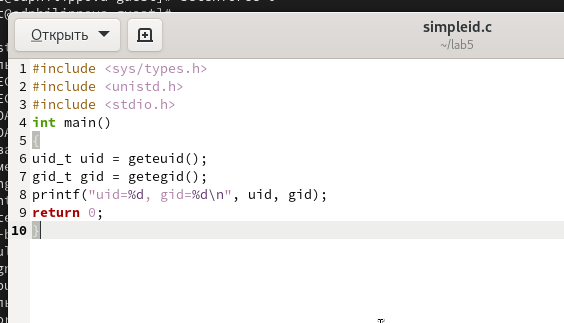 Открыть
simpleid.c
~/lab5
1 #include <sys/types.h>
2 #include <unistd.h>
3 #include <stdio.h>
4 int main()
5 {
6 uid_t uid = geteuid();
7 gid_t gid = getegid();
8 printf("uid=%d, gid=%d\n", uid, gid);
9 return 0;
10 }